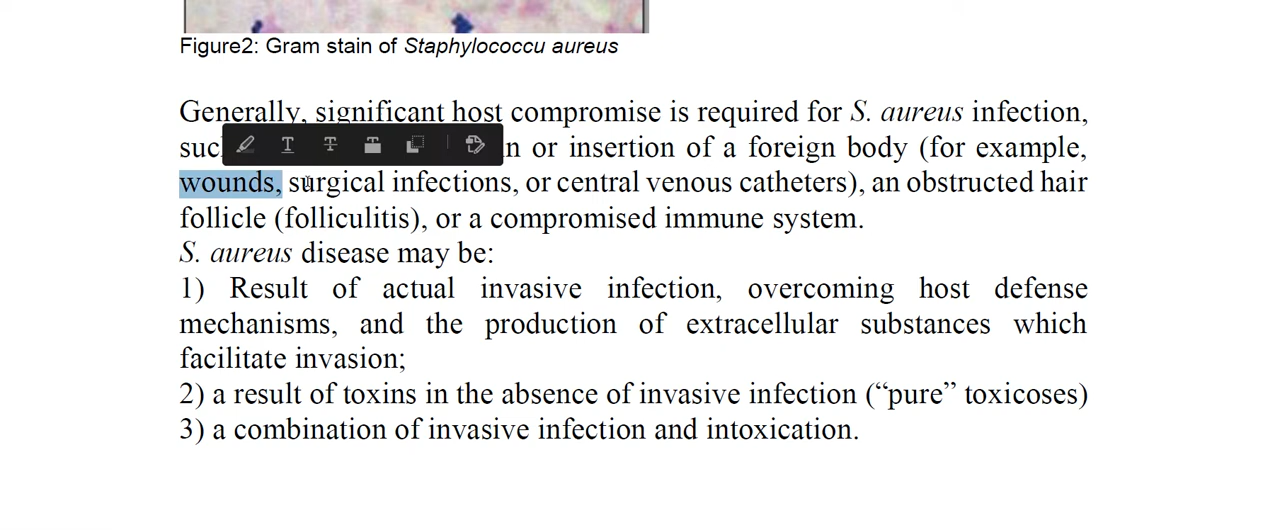 Figure2: Gram stain of Staphylococcu aureus
Generally, significant host compromise is required for S. aureus infection,
or insertion of a foreign body (for example,
wounds, surgical infections, or central venous catheters), an obstructed hair
follicle (folliculitis), or a compromised immune system.
S. aureus disease may be:
1) Result of actual invasive infection, overcoming host defense
mechanisms, and the production of extracellular substances which
facilitate invasion;
2) a result of toxins in the absence of invasive infection (“pure” toxicoses)
3) a combination of invasive infection and intoxication.